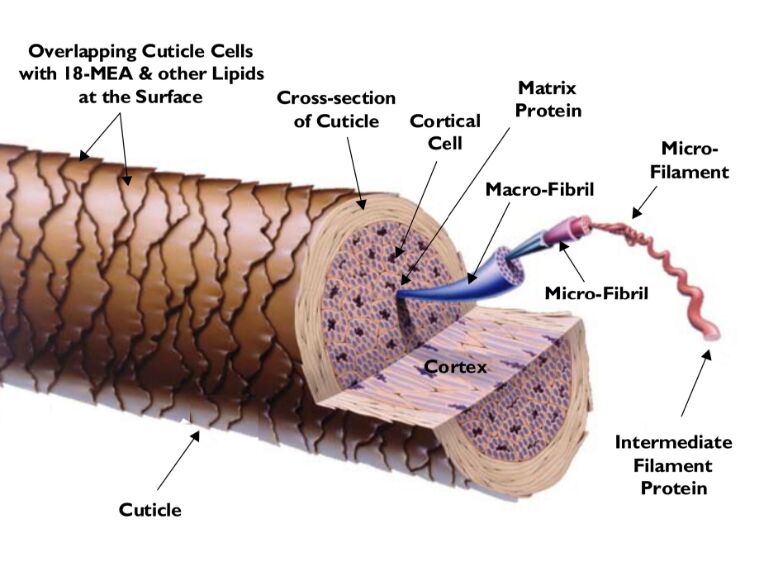 Overlapping Cuticle Cells
with 18-MEA & other Lipids
at the Surface
Cross-section
of Cuticle
Cortical
Cell
Matrix
Protein
Micro-
Filament
Macro-Fibril
Micro-Fibril
Cortex
Intermediate
Filament
Protein
Cuticle